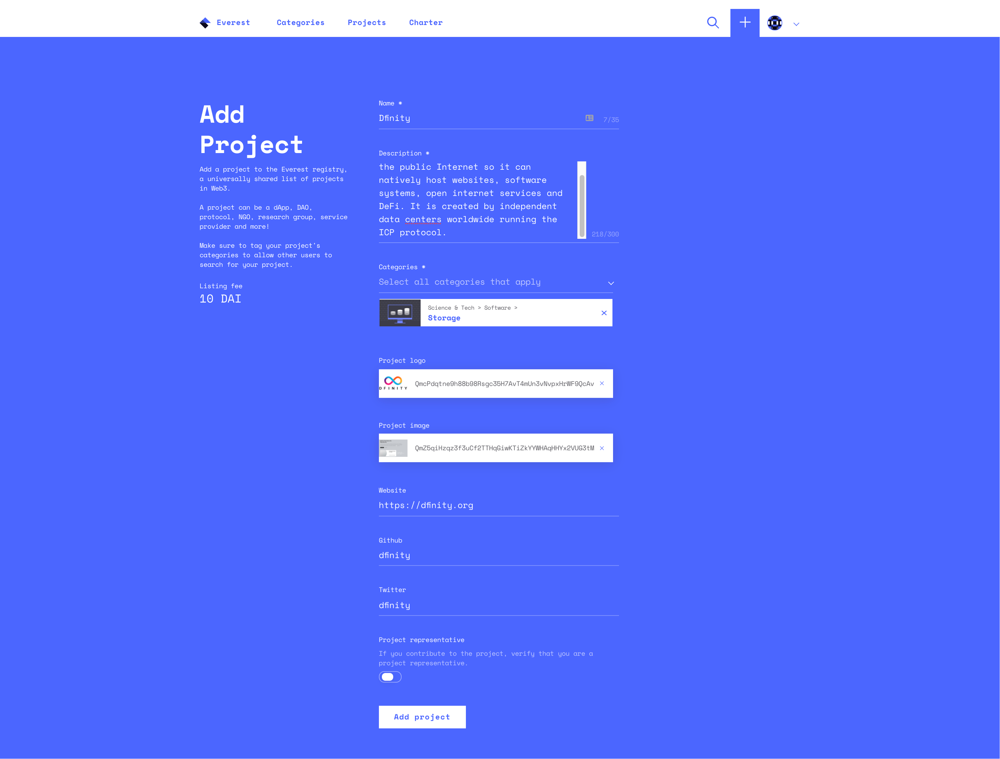 Everest
Categories
Projects
Charter
Add
Project
Add a project to the Everest registry,
a universally shared list of projects
in Web3.
A project can be a dApp, DAO,
protocol, NGO, research group, service
provider and more!
Make sure to tag your project's
categories to allow other users to
search for your project.
Listing fee
10 DAI
Name *
Dfinity
7/35
Description *
the public Internet so it can
natively host websites, software
systems, open internet services and
DeFi. It is created by independent
data centers worldwide running the
ICP protocol.
218/300
Categories *
Select all categories that apply
Science & Tech > Software >
Storage
Project logo
DFINITY
QmcPdqtne9h88b98Rsgc35H7AvT4mUn3vNvpxHrWF9QcAv
Project image
QmZ5qiHzqz3f3uCf2TTHqGiwKTiZkYYWHAqHHYx2VUG3tM
Website
https://dfinity.org
Github
dfinity
Twitter
dfinity
Project representative
If you contribute to the project, verify that you are a
project representative.
Add project